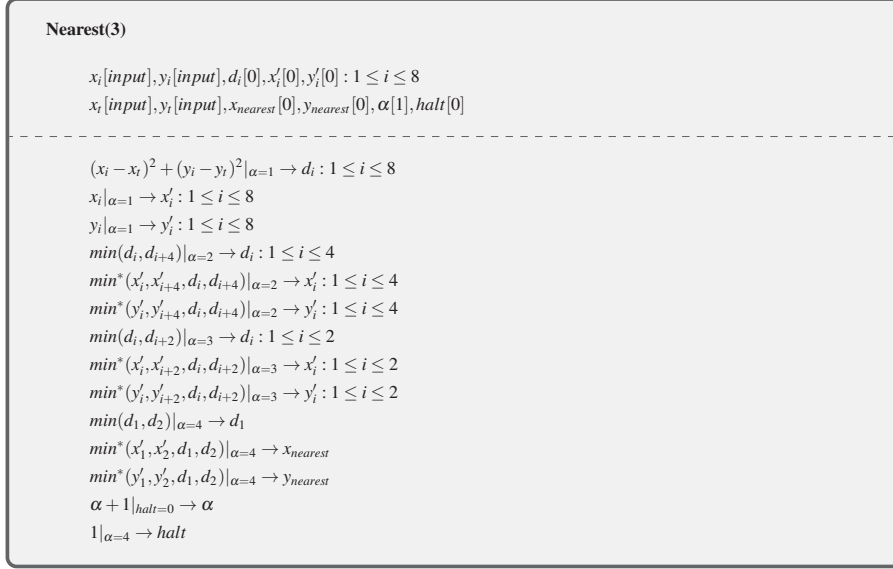 Nearest(3)
x_i[input], y_i[input], d_i[0], x'_i[0], y'_i[0] : 1 ≤ i ≤ 8
x_t[input], y_t[input], x_nearest[0], y_nearest[0], α[1], halt[0]
(x_i − x_t)² + (y_i − y_t)²|_{α=1} → d_i : 1 ≤ i ≤ 8
x_i|_{α=1} → x'_i : 1 ≤ i ≤ 8
y_i|_{α=1} → y'_i : 1 ≤ i ≤ 8
min(d_i, d_{i+4})|_{α=2} → d_i : 1 ≤ i ≤ 4
min*(x'_i, x'_{i+4}, d_i, d_{i+4})|_{α=2} → x'_i : 1 ≤ i ≤ 4
min*(y'_i, y'_{i+4}, d_i, d_{i+4})|_{α=2} → y'_i : 1 ≤ i ≤ 4
min(d_i, d_{i+2})|_{α=3} → d_i : 1 ≤ i ≤ 2
min*(x'_i, x'_{i+2}, d_i, d_{i+2})|_{α=3} → x'_i : 1 ≤ i ≤ 2
min*(y'_i, y'_{i+2}, d_i, d_{i+2})|_{α=3} → y'_i : 1 ≤ i ≤ 2
min(d_1, d_2)|_{α=4} → d_1
min*(x'_1, x'_2, d_1, d_2)|_{α=4} → x_nearest
min*(y'_1, y'_2, d_1, d_2)|_{α=4} → y_nearest
α + 1|_{halt=0} → α
1|_{α=4} → halt